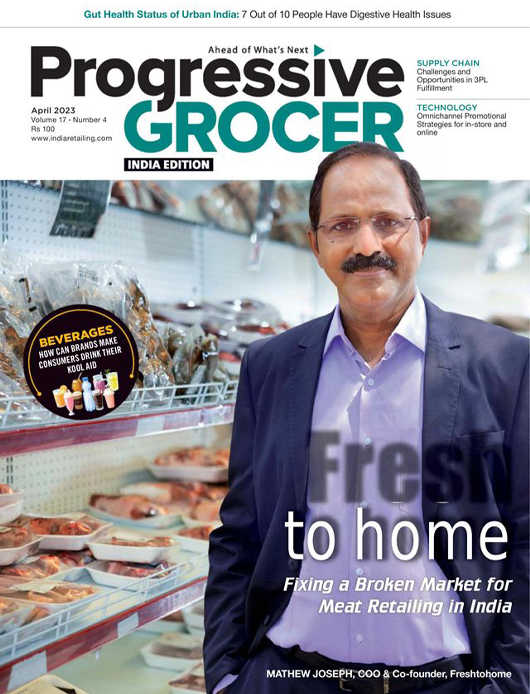 Gut Health Status of Urban India: 7 Out of 10 People Have Digestive Health Issues
Ahead of What's Next
Progressive
GROCER
INDIA EDITION
April 2023
Volume 17 - Number 4
Rs 100
www.indiaretailing.com
SUPPLY CHAIN
Challenges and
Opportunities in 3PL
Fulfillment
TECHNOLOGY
Omnichannel Promotional
Strategies for in-store and
online
BEVERAGES
HOW CAN BRANDS MAKE
CONSUMERS DRINK THEIR
KOOL AID
Fresh
to home
Fixing a Broken Market for
Meat Retailing in India
MATHEW JOSEPH, COO & Co-founder, Freshtohome